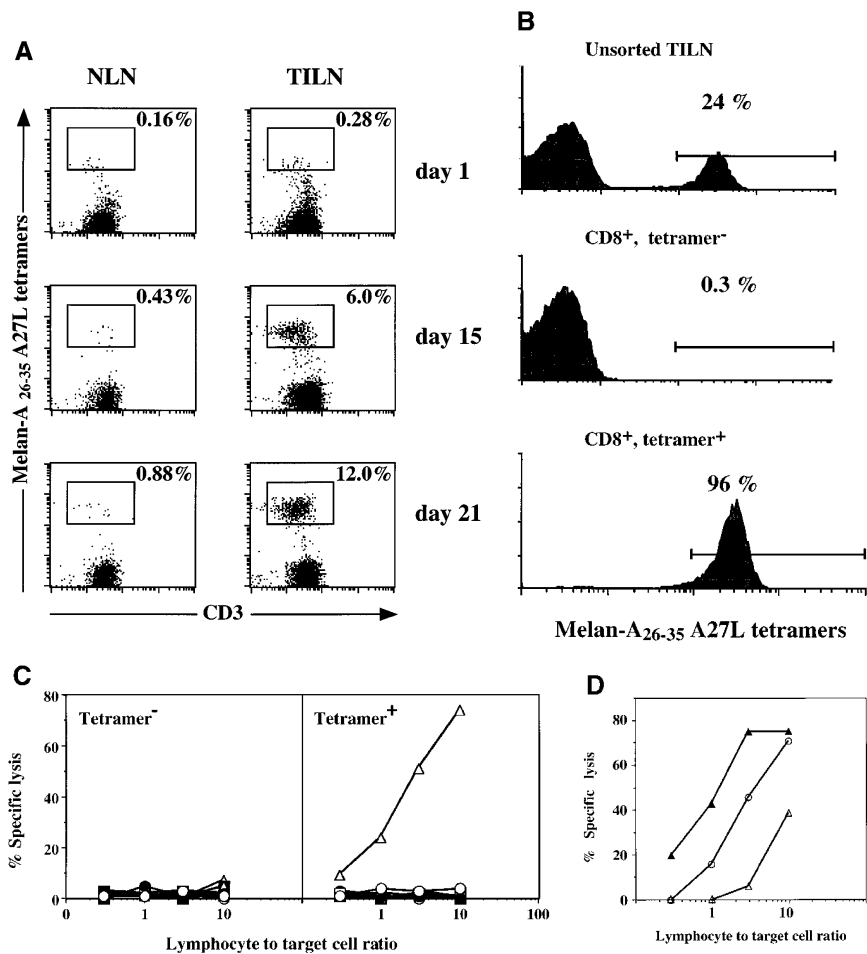 A
NLN
TILN
0.16%
0.28%
day 1
0.43%
6.0%
day 15
0.88%
12.0%
day 21
Melan-A 26-35 A27L tetramers
CD3
B
Unsorted TILN
24 %
CD8+, tetramer-
0.3 %
CD8+, tetramer+
96 %
Melan-A26-35 A27L tetramers
C
Tetramer-
Tetramer+
80
60
40
20
0
0 1 10 1 10 100
% Specific lysis
Lymphocyte to target cell ratio
D
80
60
40
20
0
1 10
% Specific lysis
Lymphocyte to target cell ratio